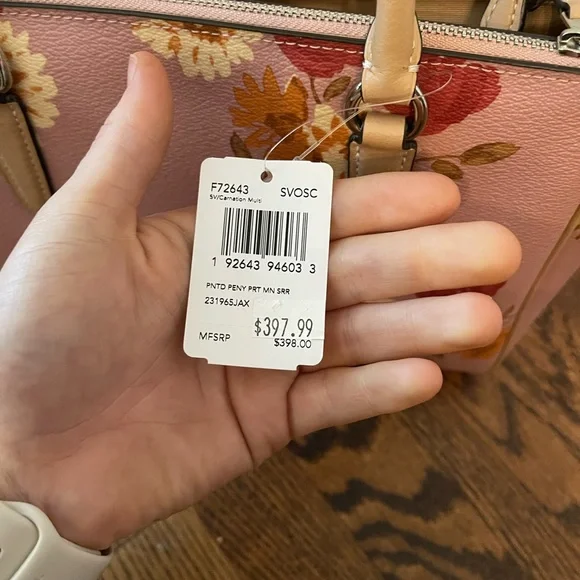 F72643 SVOSC
SV/Carnation Multi
1 92643 94603 3
PNTD PENY PRT MN SRR
231965JAX
$397.99
MFSRP $398.00